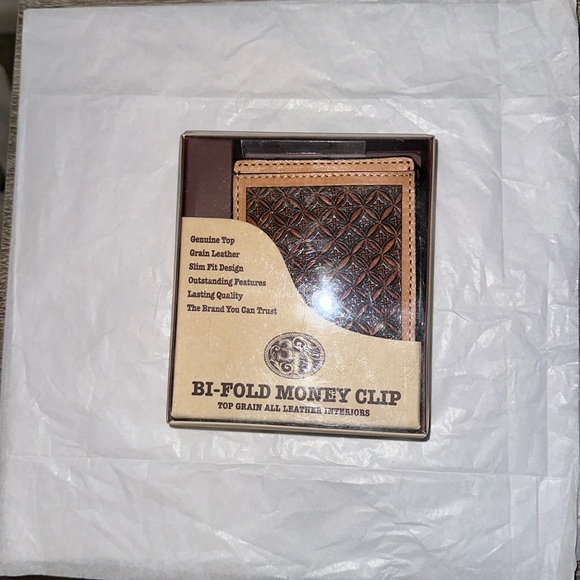 Genuine Top
Grain Leather
Slim Fit Design
Outstanding Features
Lasting Quality
The Brand You Can Trust
BI-FOLD MONEY CLIP
TOP GRAIN ALL LEATHER INTERIORS